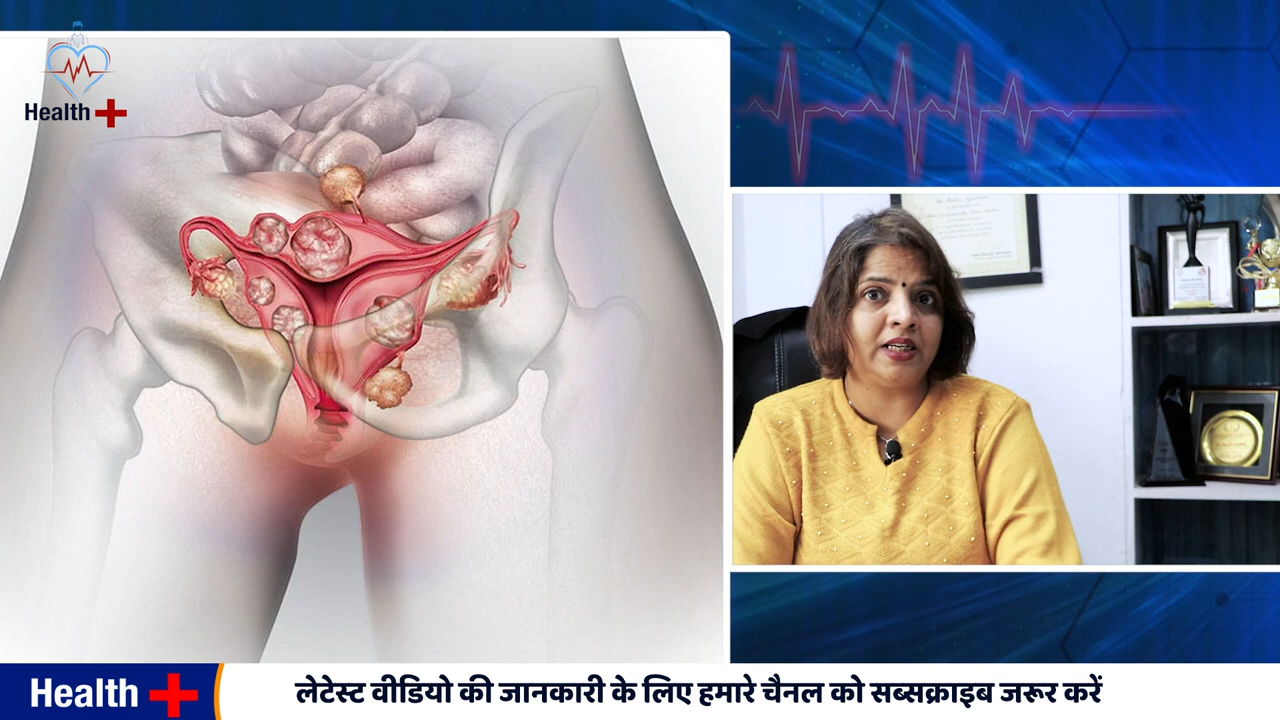 Health
Health
लेटेस्ट वीडियो की जानकारी के लिए हमारे चैनल को सब्सक्राइब जरूर करें